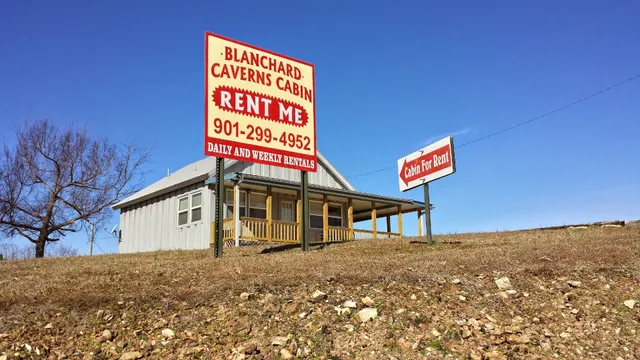 BLANCHARD
CAVERNS CABIN
RENT ME
901-299-4952
DAILY AND WEEKLY RENTALS
Cabin For Rent